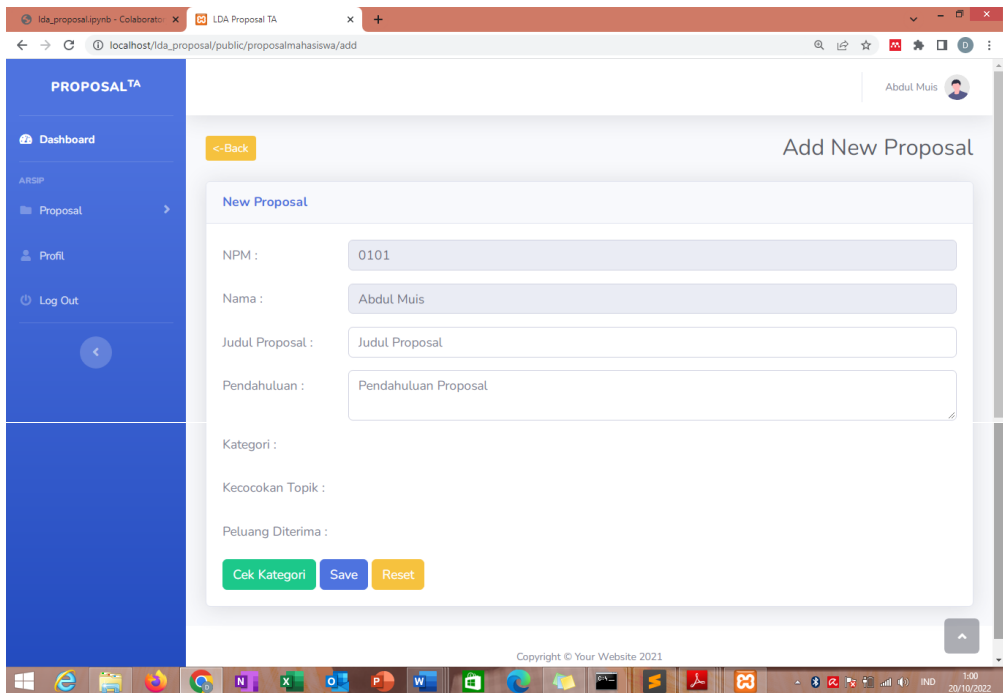 lda_proposal.ipynb - Colaborator
LDA Proposal TA
localhost/lda_proposal/public/proposalmahasiswa/add
D
PROPOSALTA
Abdul Muis
Dashboard
<-Back
Add New Proposal
ARSIP
Proposal
New Proposal
Profil
NPM :
0101
Log Out
Nama :
Abdul Muis
Judul Proposal :
Judul Proposal
Pendahuluan :
Pendahuluan Proposal
Kategori :
Kecocokan Topik :
Peluang Diterima :
Cek Kategori
Save
Reset
Copyright © Your Website 2021
IND
1:00
20/10/2022